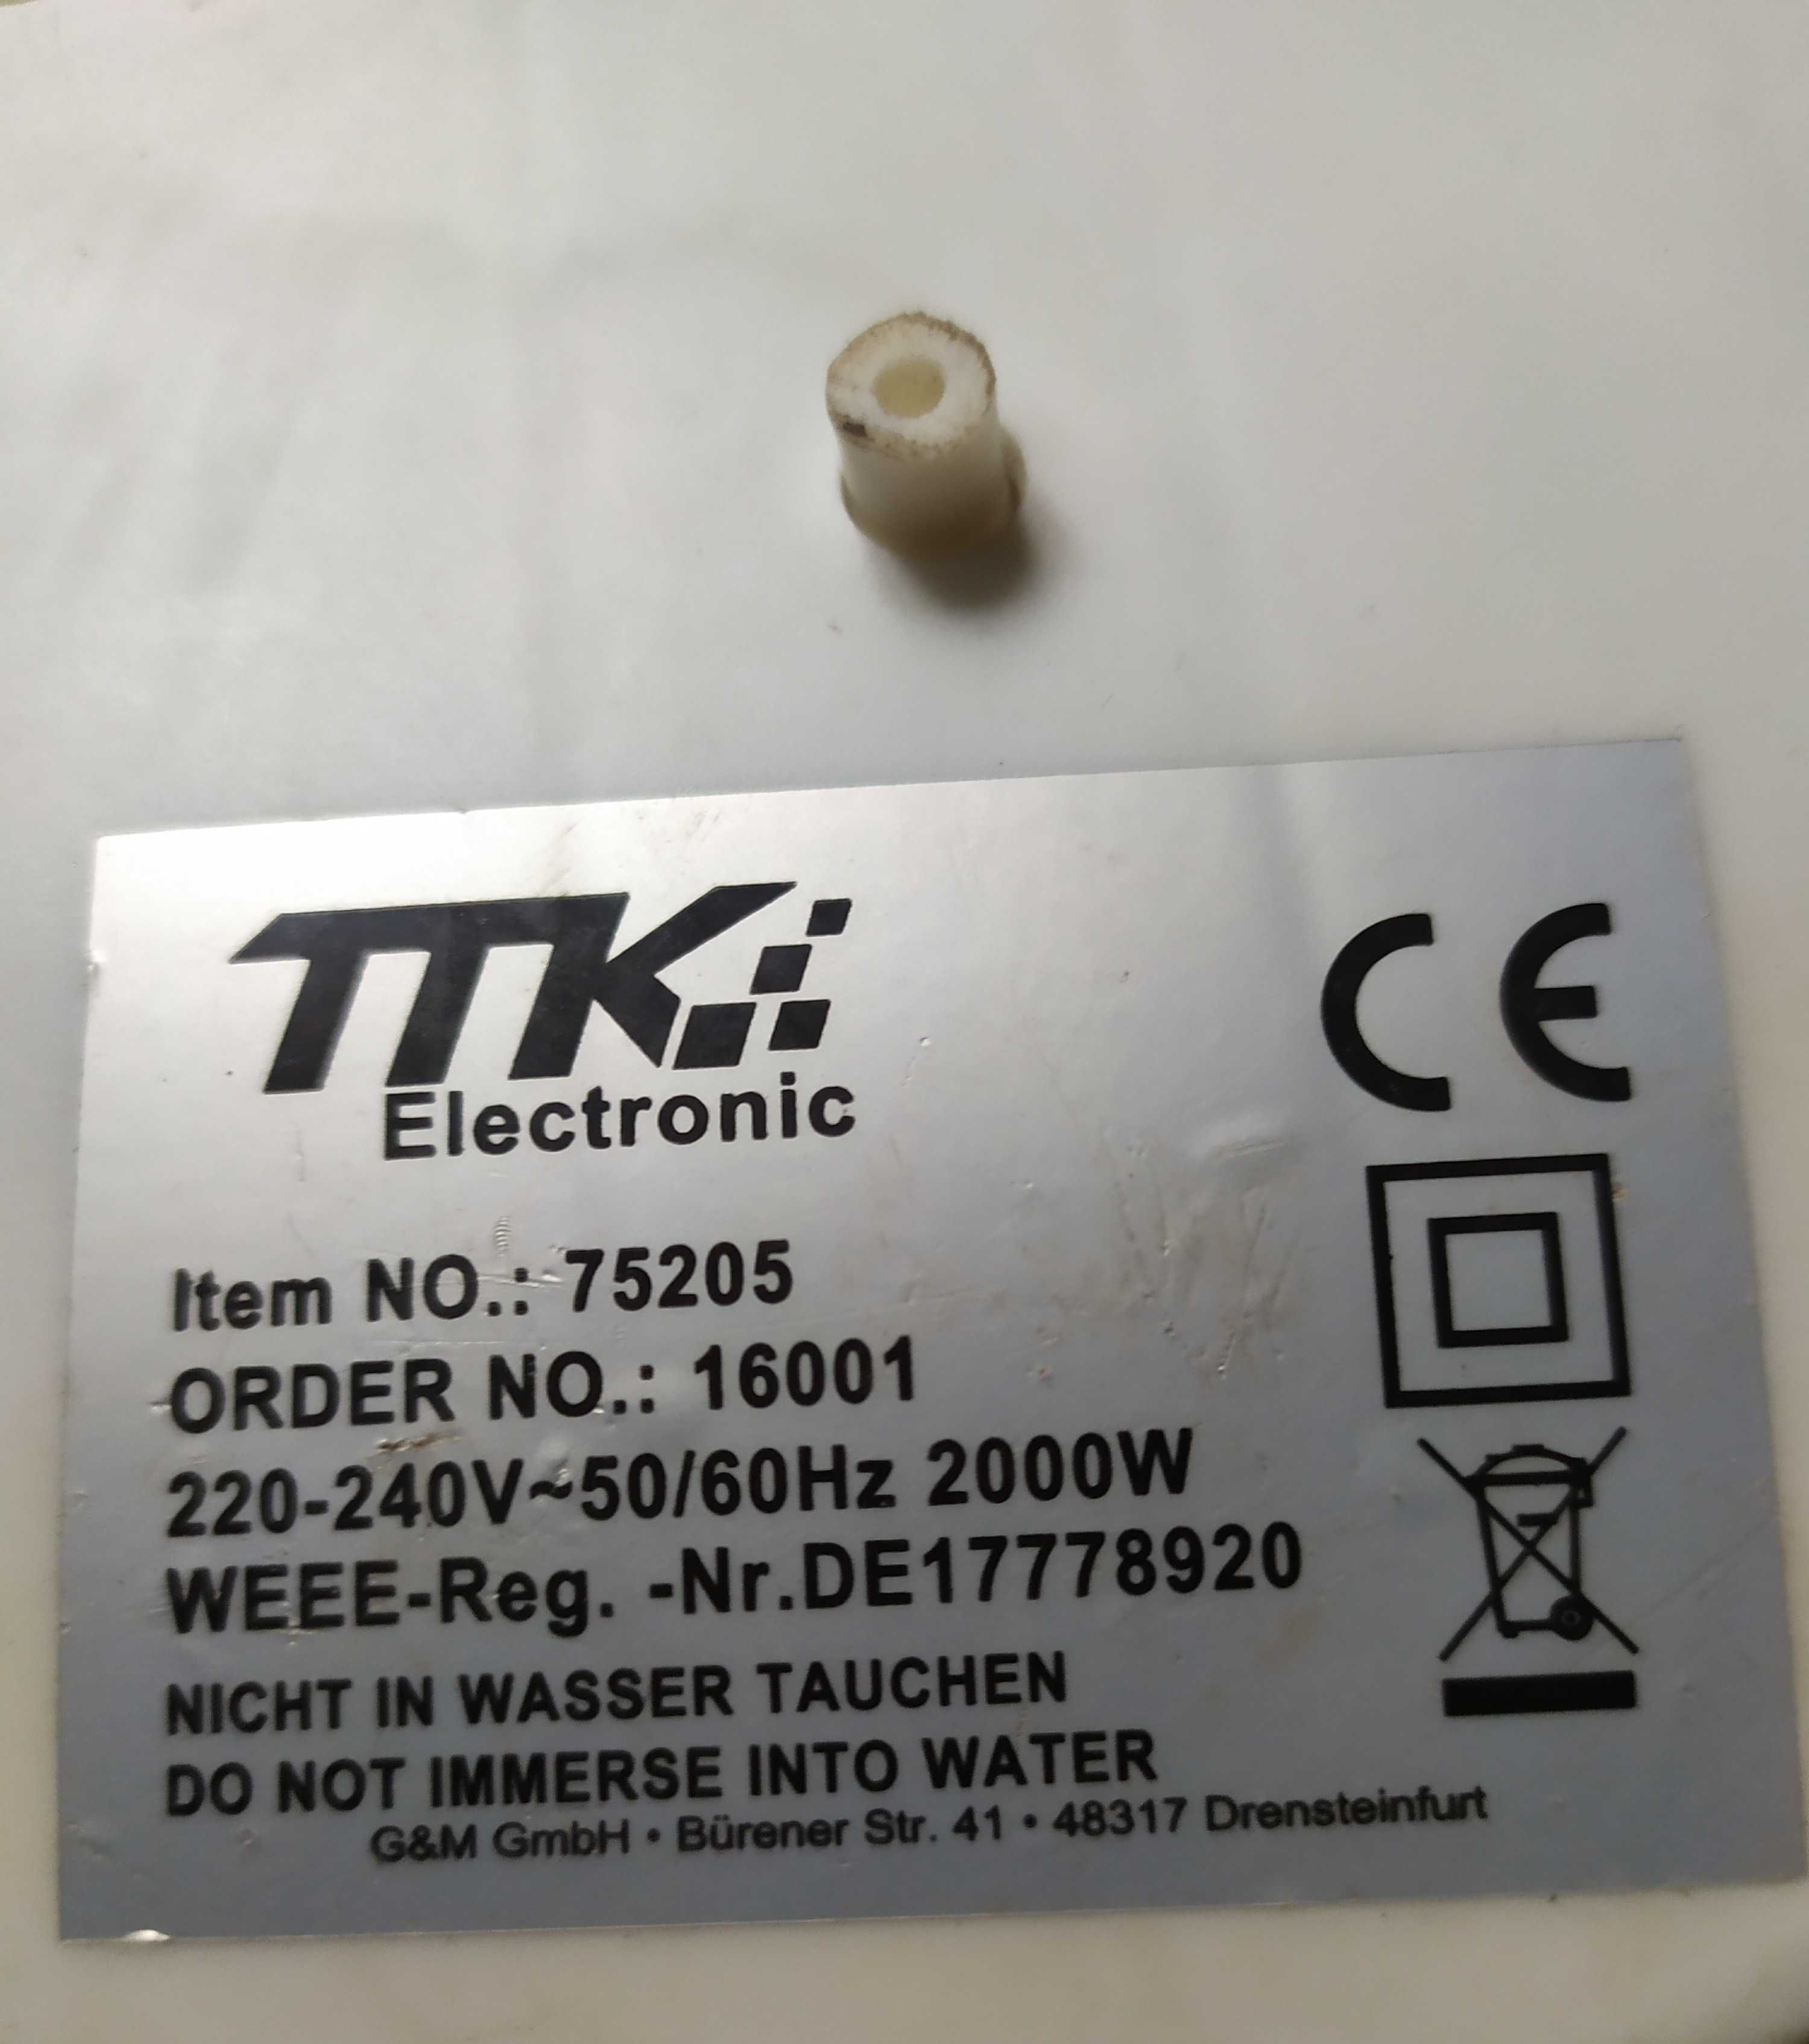 TTK
Electronic
CE
Item NO.: 75205
ORDER NO.: 16001
220-240V~50/60Hz 2000W
WEEE-Reg. -Nr.DE17778920
NICHT IN WASSER TAUCHEN
DO NOT IMMERSE INTO WATER
G&M GmbH • Bürener Str. 41 • 48317 Drensteinfurt